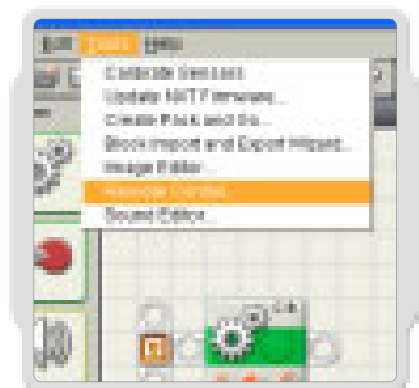 Edit Tools Help
Calibrate Sensors
Update NXT Firmware...
Create Pack and Go...
Block Import and Export Wizard...
Image Editor...
Remote Control...
Sound Editor...